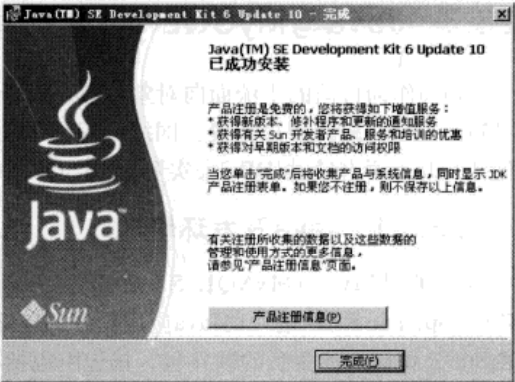 Java(TM) SE Development Kit 6 Update 10 - 完成
Java(TM) SE Development Kit 6 Update 10
已成功安装
产品注册是免费的，您将获得如下增值服务：
* 获得新版本、修补程序和更新的通知服务
* 获得有关 Sun 开发者产品、服务和培训的优惠
* 获得对早期版本和文档的访问权限
当您单击"完成"后将收集产品与系统信息，同时显示 JDK
产品注册表单。如果您不注册，则不保存以上信息。
有关注册所收集的数据以及这些数据的
管理和使用方式的更多信息，
请参见"产品注册信息"页面。
Java
Sun
产品注册信息(P)
完成(F)